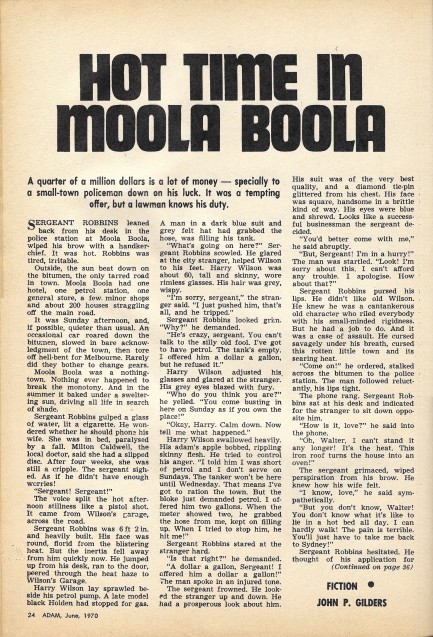 HOT TIME IN
MOOLA BOOLA
A quarter of a million dollars is a lot of money — specially to
a small-town policeman down on his luck. It was a tempting
offer, but a lawman knows his duty.
SERGEANT ROBBINS leaned
back from his desk in the
police station at Moola Boola,
wiped his brow with a handker-
chief. It was hot. Robbins was
tired, irritable.
Outside, the sun beat down on
the bitumen, the only tarred road
in town. Moola Boola had one
hotel, one petrol station, one
general store, a few minor shops
and about 200 houses straggling
off the main road.
It was Sunday afternoon, and,
if possible, quieter than usual. An
occasional car roared down the
bitumen, slowed in bare acknow-
ledgment of the town, then tore
off hell-bent for Melbourne. Rarely
did they bother to change gears.
Moola Boola was a nothing-
town. Nothing ever happened to
break the monotony. And in the
summer it baked under a swelter-
ing sun, driving all life in search
of shade.
Sergeant Robbins gulped a glass
of water, lit a cigarette. He won-
dered whether he should phone his
wife. She was in bed, paralysed
by a fall. Milton Caldwell, the
local doctor, said she had a slipped
disc. After four weeks, she was
still a cripple. The sergeant sigh-
ed. As if he didn't have enough
worries!
"Sergeant! Sergeant!"
The voice split the hot after-
noon stillness like a pistol shot.
It came from Wilson's garage,
across the road.
Sergeant Robbins was 6 ft 2 in.
and heavily built. His face was
round, florid from the blistering
heat. But the inertia fell away
from him quickly now. He jumped
up from his desk, ran to the door,
peered through the heat haze to
Wilson's Garage.
Harry Wilson lay sprawled be-
side his petrol pump. A late model
black Holden had stopped for gas.
A man in a dark blue suit and
grey felt hat had grabbed the
hose, was filling his tank.
"What's going on here?" Ser-
geant Robbins scowled. He glared
at the city stranger, helped Wilson
to his feet. Harry Wilson was
about 60, tall and skinny, wore
rimless glasses. His hair was grey,
wispy.
"I'm sorry, sergeant," the stran-
ger said. "I just pushed him, that's
all, and he tripped."
Sergeant Robbins looked grim.
"Why?" he demanded.
"He's crazy, sergeant. You can't
talk to the silly old fool. I've got
to have petrol. The tank's empty.
I offered him a dollar a gallon,
but he refused it."
Harry Wilson adjusted his
glasses and glared at the stranger.
His grey eyes blazed with fury.
"Who do you think you are?"
he yelled. "You come busting in
here on Sunday as if you own the
place!"
"Okay, Harry. Calm down. Now
tell me what happened."
Harry Wilson swallowed heavily.
His adam's apple bobbed, rippling
skinny flesh. He tried to control
his anger. "I told him I was short
of petrol and I don't serve on
Sundays. The tanker won't be here
until Wednesday. That means I've
got to ration the town. But the
bloke just demanded petrol. I of-
fered him two gallons. When the
meter showed two, he grabbed
the hose from me, kept on filling
up. When I tried to stop him, he
hit me!"
Sergeant Robbins stared at the
stranger hard.
"Is that right?" he demanded.
"A dollar a gallon, Sergeant! I
offered him a dollar a gallon!"
The man spoke in an injured tone.
The sergeant frowned. He look-
ed the stranger up and down. He
had a prosperous look about him.
His suit was of the very best
quality, and a diamond tie-pin
glittered from his chest. His face
was square, handsome in a brittle
kind of way. His eyes were blue
and shrewd. Looks like a success-
ful businessman the sergeant de-
cided.
"You'd better come with me,"
he said abruptly.
"But, Sergeant! I'm in a hurry!"
The man was startled. "Look! I'm
sorry about this. I can't afford
any trouble. I apologise. How
about that?"
Sergeant Robbins pursed his
lips. He didn't like old Wilson.
He knew he was a cantankerous
old character who riled everybody
with his small-minded rigidness.
But he had a job to do. And it
was a case of assault. He cursed
savagely under his breath, cursed
this rotten little town and its
searing heat.
"Come on!" he ordered, stalked
across the bitumen to the police
station. The man followed reluct-
antly, his lips tight.
The phone rang. Sergeant Rob-
bins sat at his desk and indicated
for the stranger to sit down oppo-
site him.
"How is it, love?" he said into
the phone.
"Oh, Walter, I can't stand it
any longer! It's the heat. This
iron roof turns the house into an
oven!"
The sergeant grimaced, wiped
perspiration from his brow. He
knew how his wife felt.
"I know, love," he said sym-
pathetically.
"But you don't know, Walter!
You don't know what it's like to
lie in a hot bed all day. I can
hardly walk! The pain is terrible.
You'll just have to take me back
to Sydney!"
Sergeant Robbins hesitated. He
thought of his application for
(Continued on page 36)
FICTION ●
JOHN P. GILDERS
24 ADAM, June, 1970